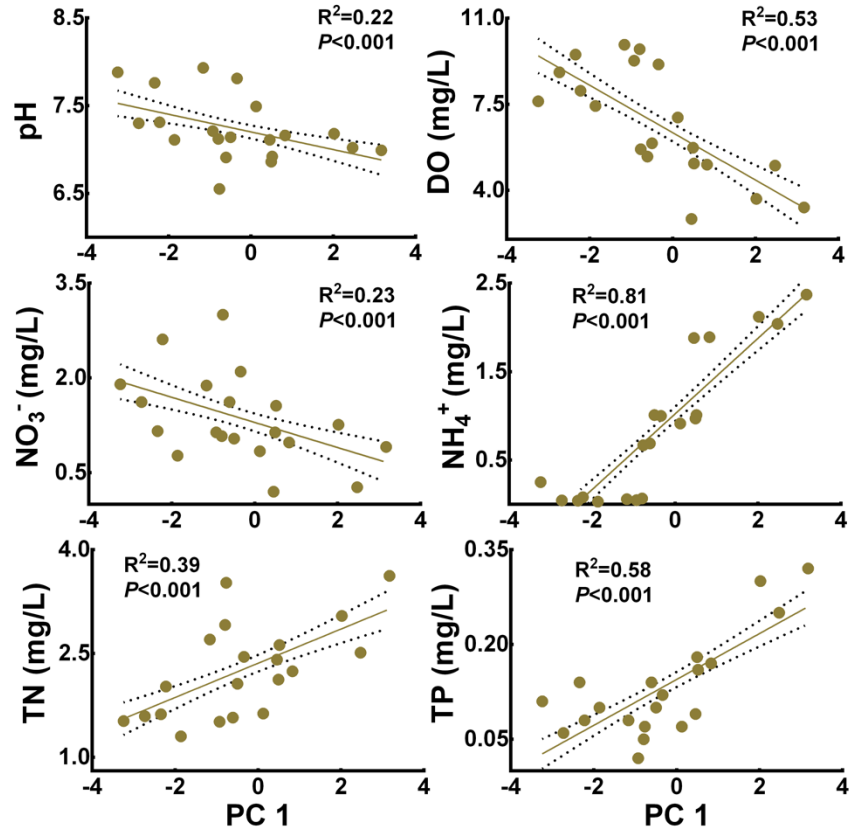 8.5
7.5
6.5
pH
R²=0.22
P<0.001
-4
-2
0
2
4
11.0
7.5
4.0
DO (mg/L)
R²=0.53
P<0.001
-4
-2
0
2
4
3.5
2.0
0.5
NO₃⁻ (mg/L)
R²=0.23
P<0.001
-4
-2
0
2
4
2.5
1.5
0.5
NH₄⁺ (mg/L)
R²=0.81
P<0.001
-4
-2
0
2
4
4.0
2.5
1.0
TN (mg/L)
R²=0.39
P<0.001
-4
-2
0
2
4
PC 1
0.35
0.20
0.05
TP (mg/L)
R²=0.58
P<0.001
-4
-2
0
2
4
PC 1